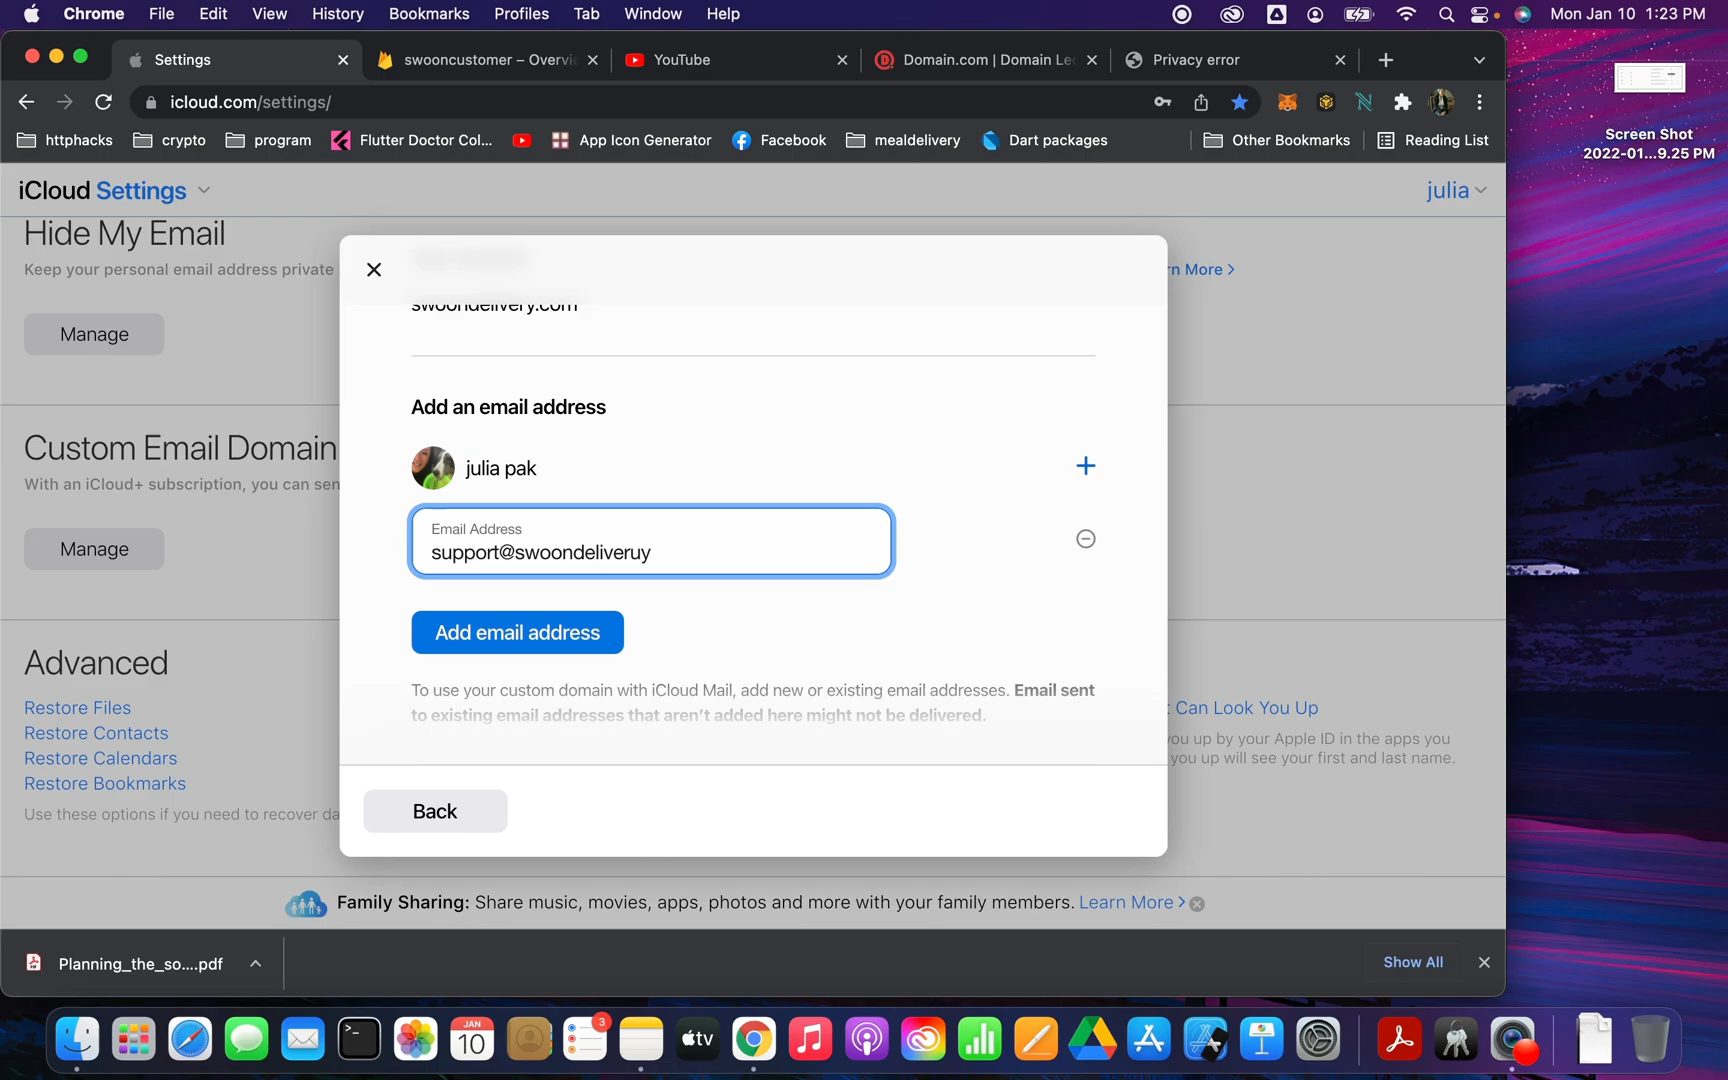 Chrome File Edit View History Bookmarks Profiles Tab Window Help Mon Jan 10 1:23 PM
Settings swooncustomer – Overvi YouTube Domain.com | Domain Le Privacy error
icloud.com/settings/
httphacks crypto program Flutter Doctor Col... App Icon Generator Facebook mealdelivery Dart packages Other Bookmarks Reading List
Screen Shot
2022-01...9.25 PM
iCloud Settings julia
Hide My Email
Keep your personal email address private
rn More >
Manage
swoondelivery.com
Add an email address
julia pak
Custom Email Domain
With an iCloud+ subscription, you can sen
Manage
Email Address
support@swoondeliveruy
Add email address
To use your custom domain with iCloud Mail, add new or existing email addresses. Email sent
to existing email addresses that aren't added here might not be delivered.
Back
Advanced
Restore Files
Restore Contacts
Restore Calendars
Restore Bookmarks
Use these options if you need to recover da
t Can Look You Up
you up by your Apple ID in the apps you
you up will see your first and last name.
Family Sharing: Share music, movies, apps, photos and more with your family members. Learn More >
Planning_the_so....pdf Show All
JAN
10
3
tv